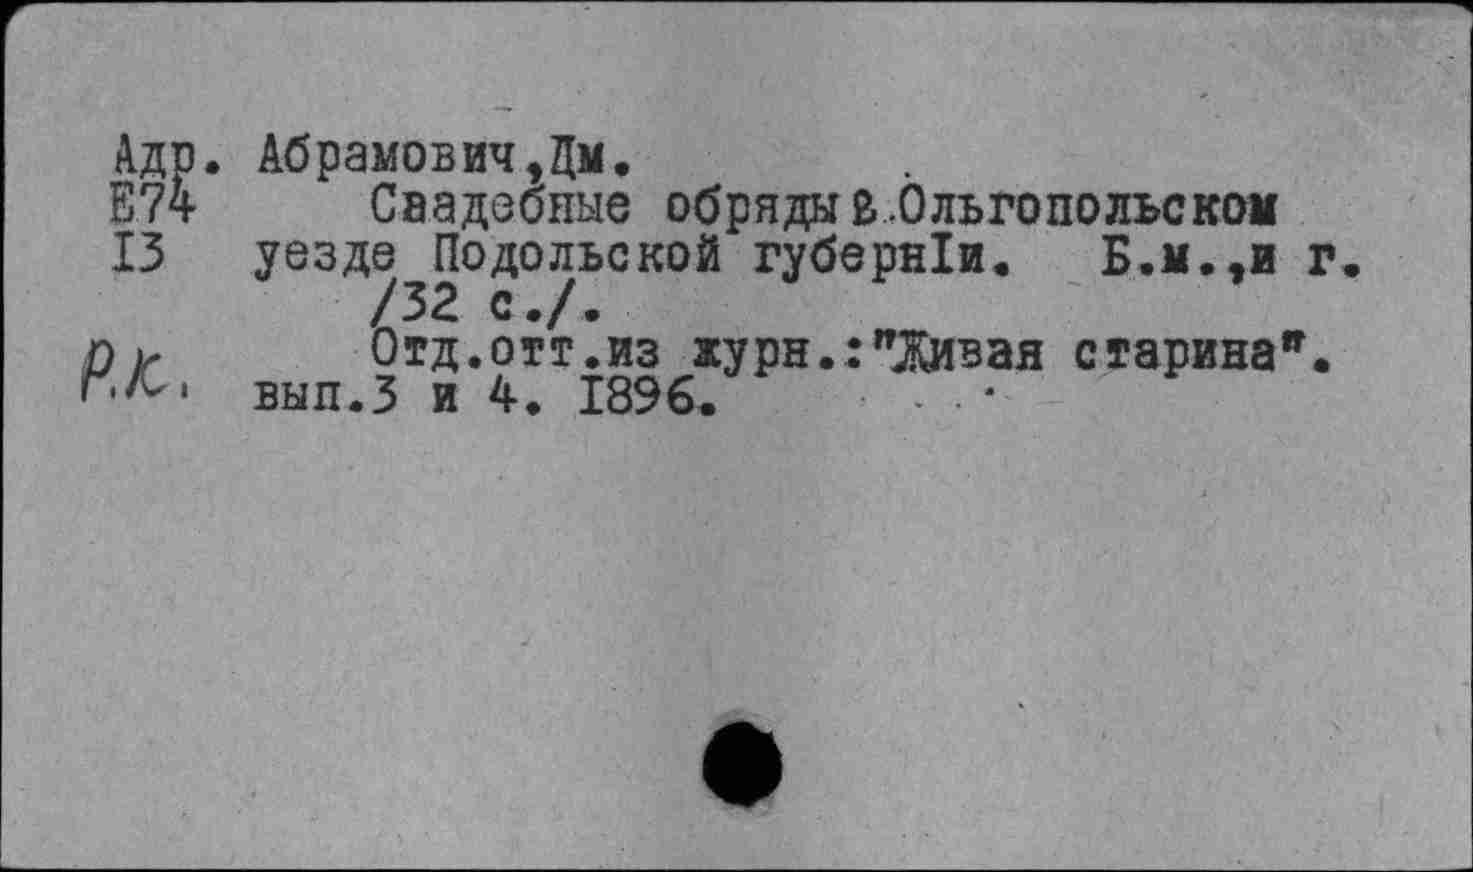 Адр. Абрамович,Дм.
Е74 Свадебные обряды в Ольгопольском
I3 уезде Подольской губернIи. Б.м.,и г.
/32 с./.
Отд.отт.из журн.:"Живая старина".
Р.К. вып.3 и 4. I896.